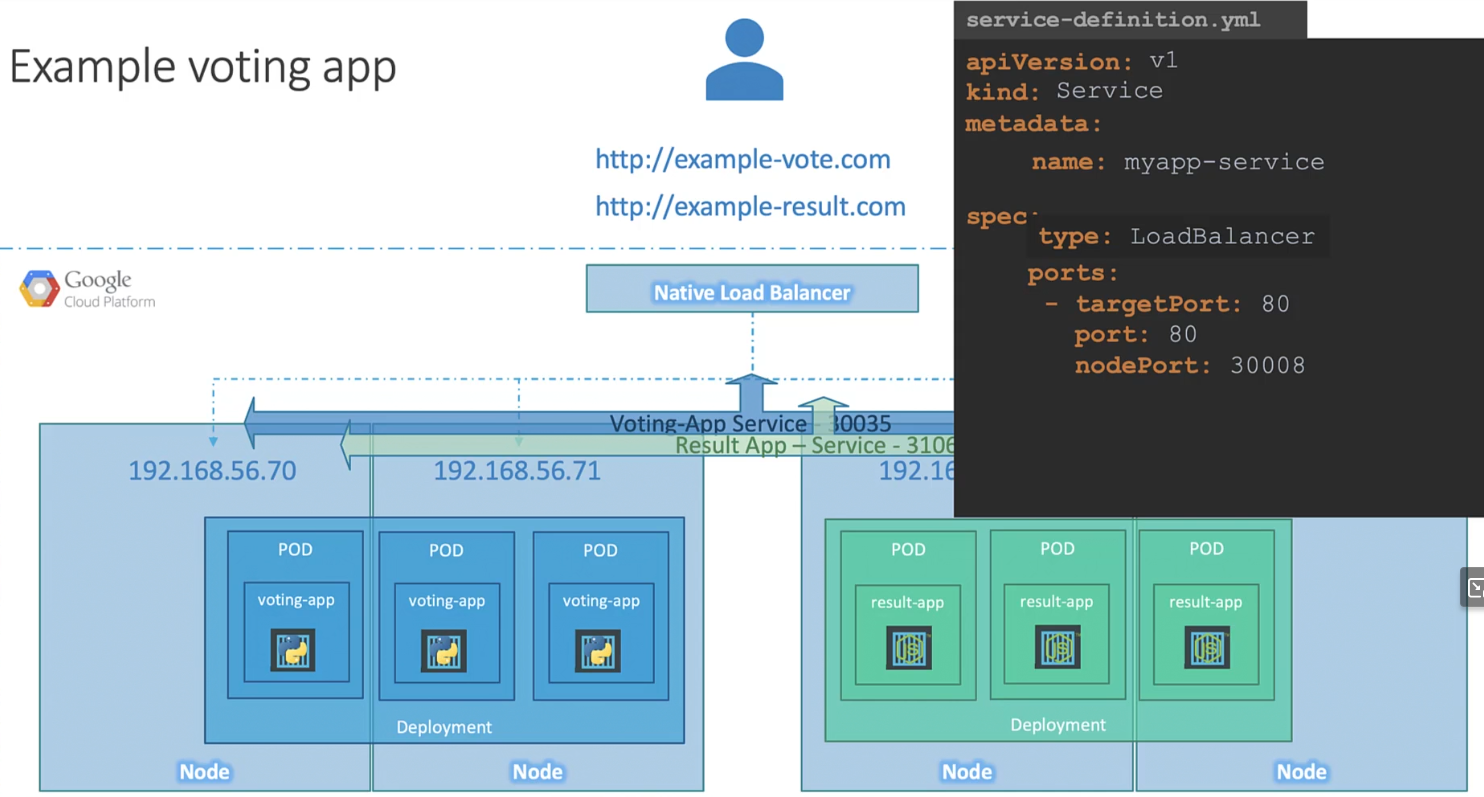 Example voting app
http://example-vote.com
http://example-result.com
service-definition.yml
apiVersion: v1
kind: Service
metadata:
name: myapp-service
spec:
type: LoadBalancer
ports:
- targetPort: 80
port: 80
nodePort: 30008
Google
Cloud Platform
Native Load Balancer
Voting-App Service - 30035
Result App – Service - 3106
192.168.56.70
192.168.56.71
192.16
POD
POD
POD
POD
POD
POD
voting-app
voting-app
voting-app
result-app
result-app
result-app
JS
JS
JS
Deployment
Deployment
Node
Node
Node
Node